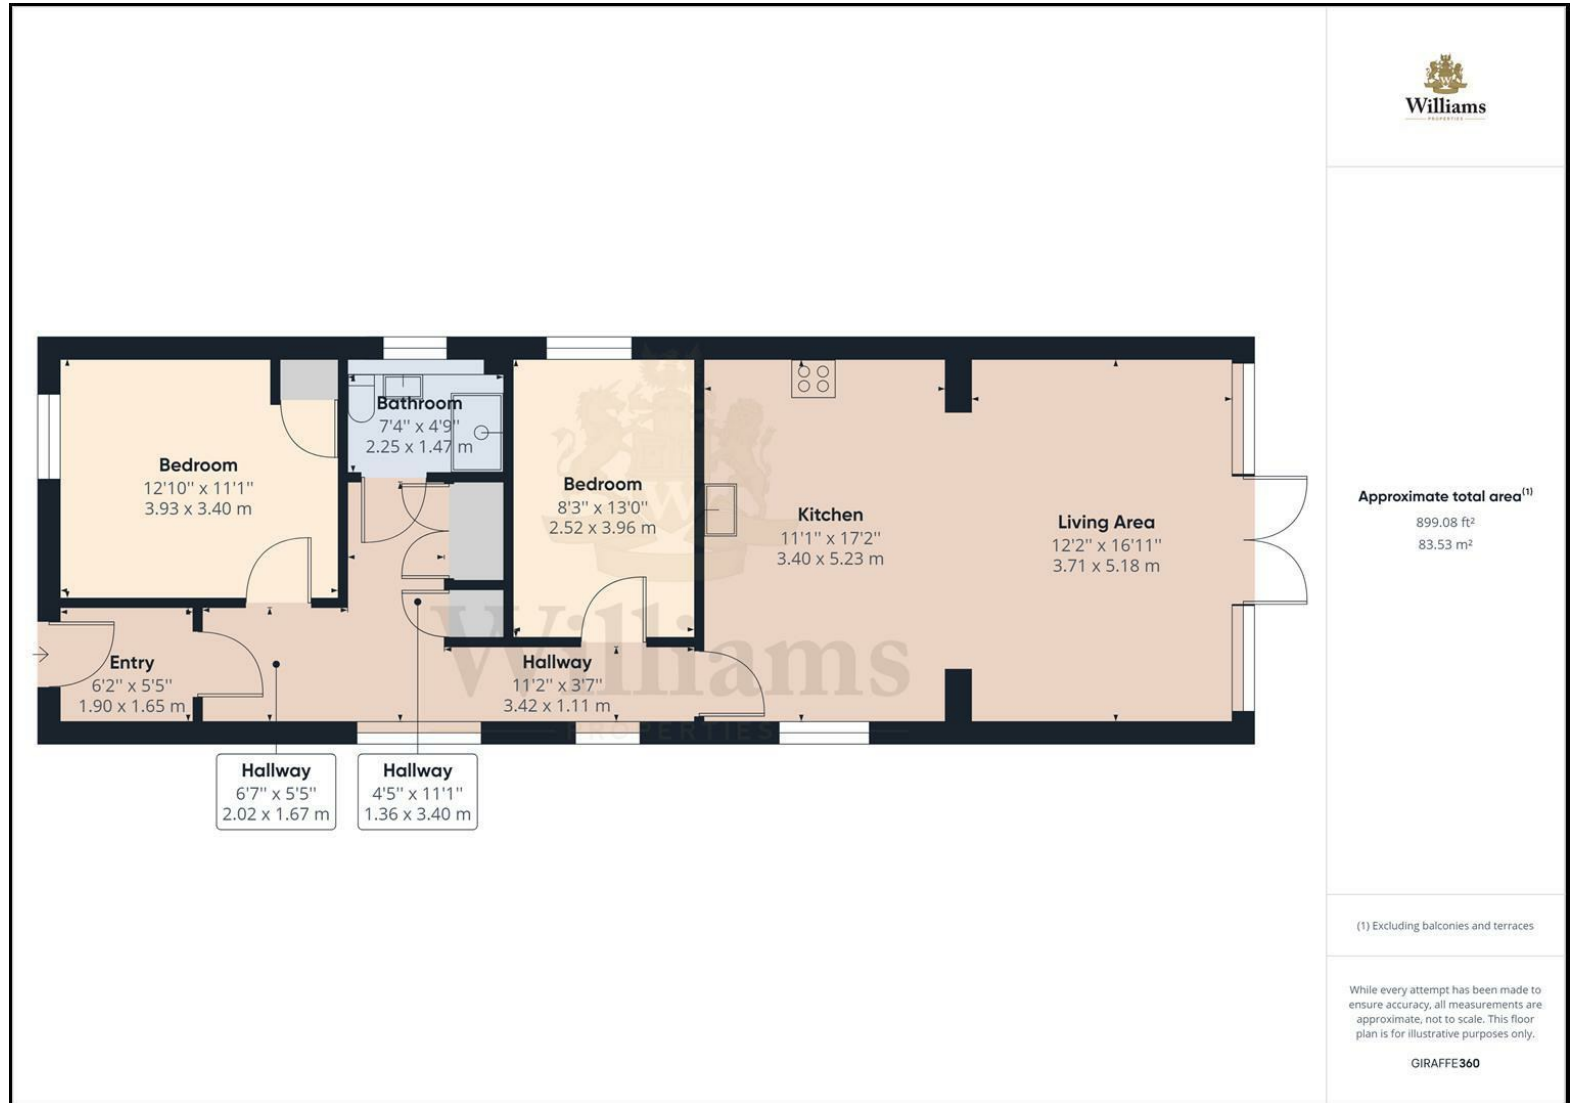 Williams
PROPERTIES
Bedroom
12'10" x 11'1"
3.93 x 3.40 m
Bathroom
7'4" x 4'9"
2.25 x 1.47 m
Bedroom
8'3" x 13'0"
2.52 x 3.96 m
Kitchen
11'1" x 17'2"
3.40 x 5.23 m
Living Area
12'2" x 16'11"
3.71 x 5.18 m
Entry
6'2" x 5'5"
1.90 x 1.65 m
Hallway
11'2" x 3'7"
3.42 x 1.11 m
Hallway
6'7" x 5'5"
2.02 x 1.67 m
Hallway
4'5" x 11'1"
1.36 x 3.40 m
W
Williams
PROPERTIES
Approximate total area(1)
899.08 ft²
83.53 m²
(1) Excluding balconies and terraces
While every attempt has been made to
ensure accuracy, all measurements are
approximate, not to scale. This floor
plan is for illustrative purposes only.
GIRAFFE360